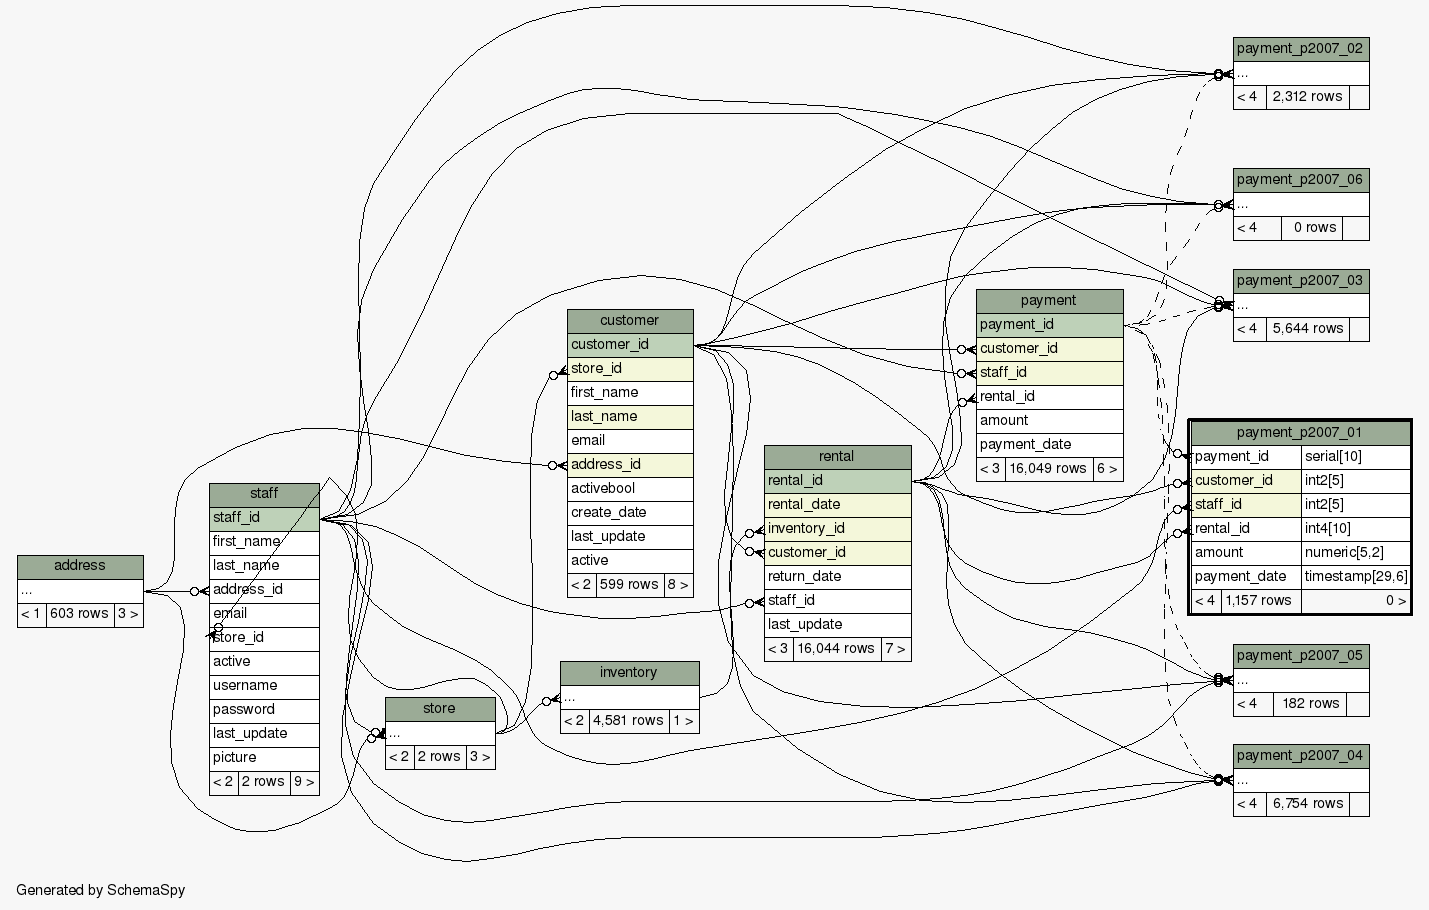 payment_p2007_02
...
< 4 2,312 rows
payment_p2007_06
...
< 4 0 rows
payment_p2007_03
...
< 4 5,644 rows
payment
payment_id
customer_id
staff_id
rental_id
amount
payment_date
< 3 16,049 rows 6 >
customer
customer_id
store_id
first_name
last_name
email
address_id
activebool
create_date
last_update
active
< 2 599 rows 8 >
payment_p2007_01
payment_id serial[10]
customer_id int2[5]
staff_id int2[5]
rental_id int4[10]
amount numeric[5,2]
payment_date timestamp[29,6]
< 4 1,157 rows 0 >
rental
rental_id
rental_date
inventory_id
customer_id
return_date
staff_id
last_update
< 3 16,044 rows 7 >
staff
staff_id
first_name
last_name
address_id
email
store_id
active
username
password
last_update
picture
< 2 2 rows 9 >
address
...
< 1 603 rows 3 >
inventory
...
< 2 4,581 rows 1 >
store
...
< 2 2 rows 3 >
payment_p2007_05
...
< 4 182 rows
payment_p2007_04
...
< 4 6,754 rows
Generated by SchemaSpy